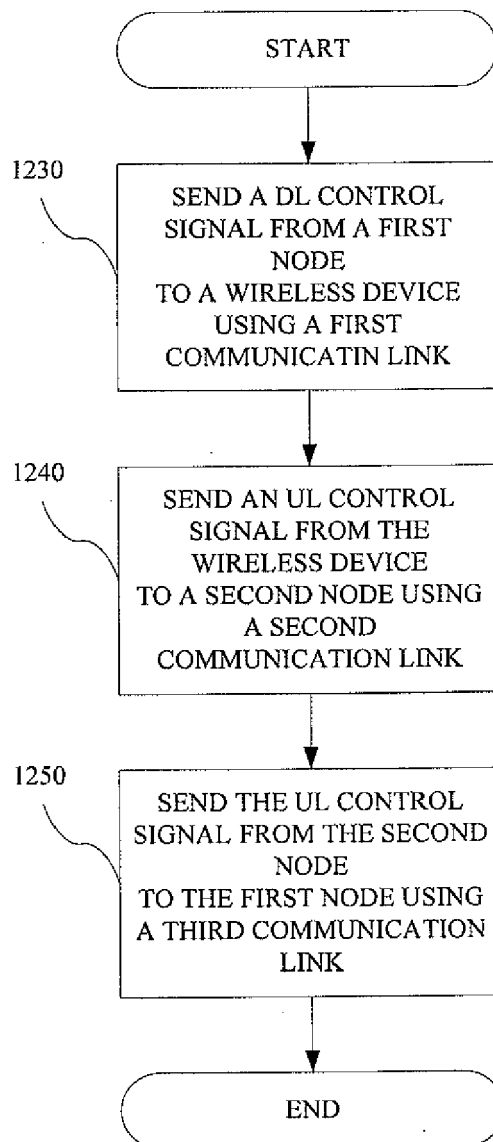 START
1230
SEND A DL CONTROL
SIGNAL FROM A FIRST
NODE
TO A WIRELESS DEVICE
USING A FIRST
COMMUNICATIN LINK
1240
SEND AN UL CONTROL
SIGNAL FROM THE
WIRELESS DEVICE
TO A SECOND NODE USING
A SECOND
COMMUNICATION LINK
1250
SEND THE UL CONTROL
SIGNAL FROM THE SECOND
NODE
TO THE FIRST NODE USING
A THIRD COMMUNICATION
LINK
END